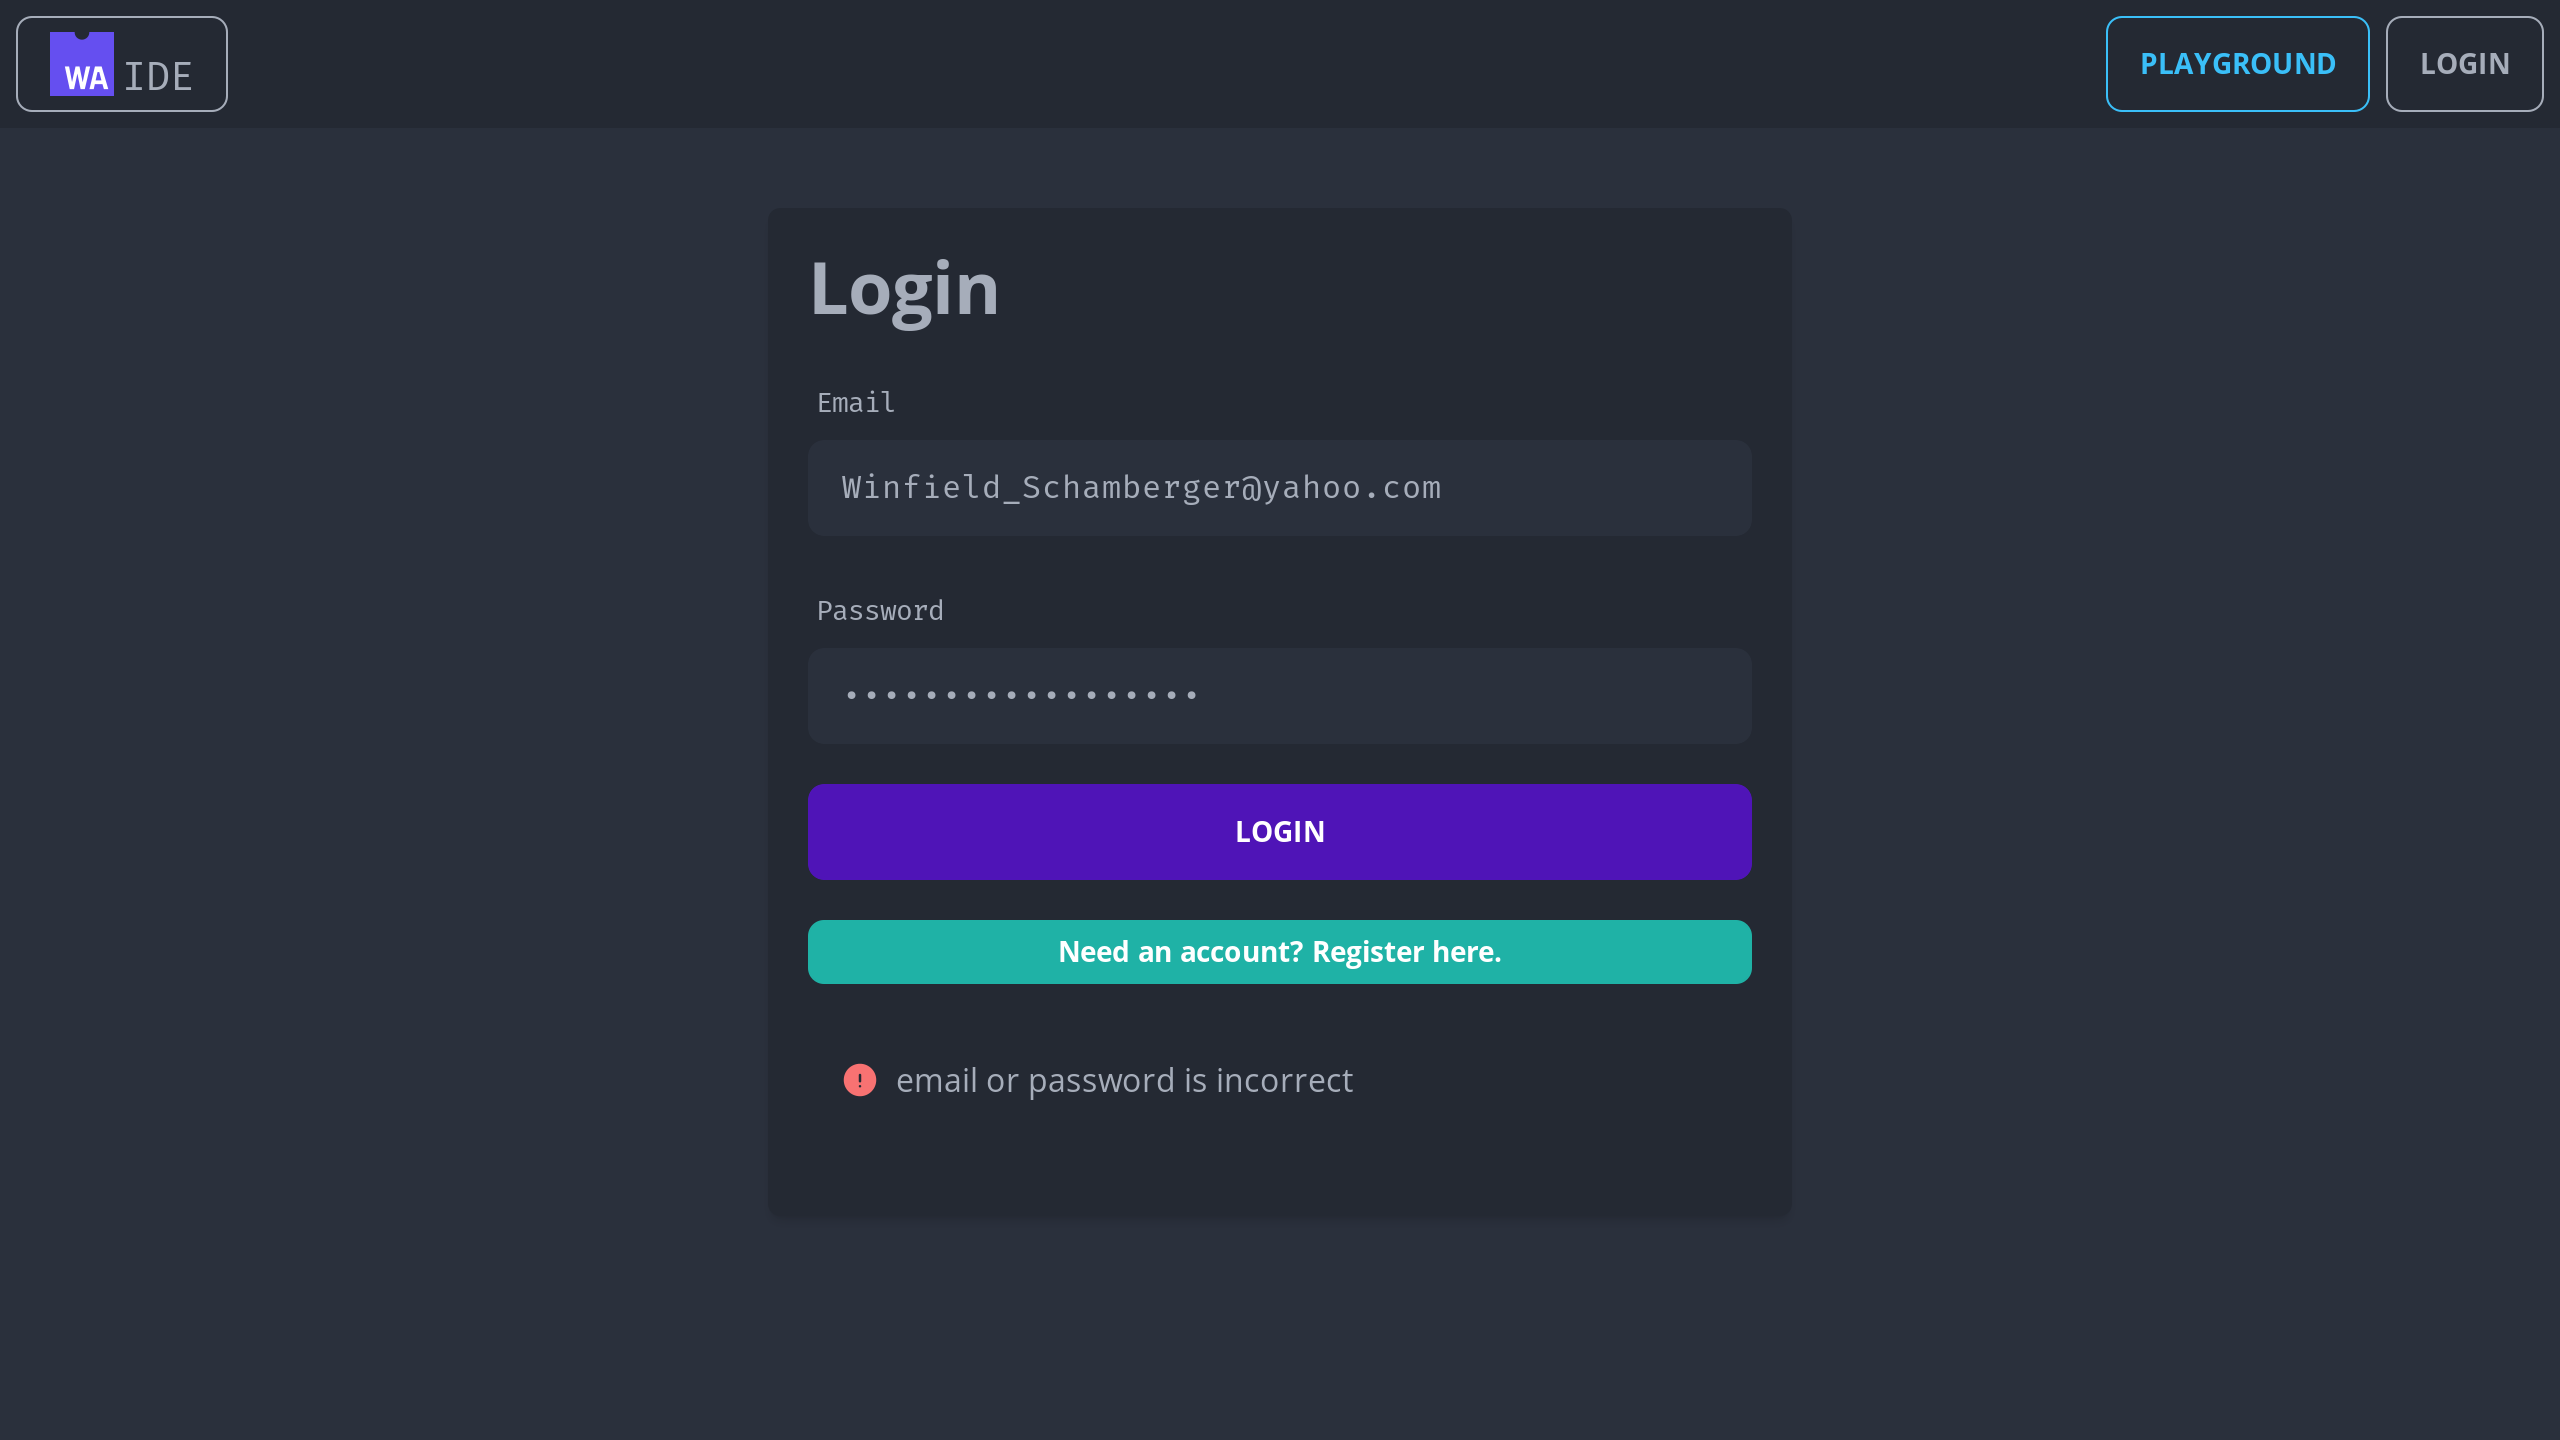 WA IDE
PLAYGROUND
LOGIN
Login
Email
Winfield_Schamberger@yahoo.com
Password
••••••••••••••••••
LOGIN
Need an account? Register here.
email or password is incorrect